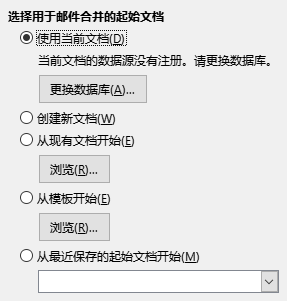 选择用于邮件合并的起始文档
使用当前文档(D)
当前文档的数据源没有注册。请更换数据库。
更换数据库(A)...
创建新文档(W)
从现有文档开始(E)
浏览(R)...
从模板开始(E)
浏览(R)...
从最近保存的起始文档开始(M)